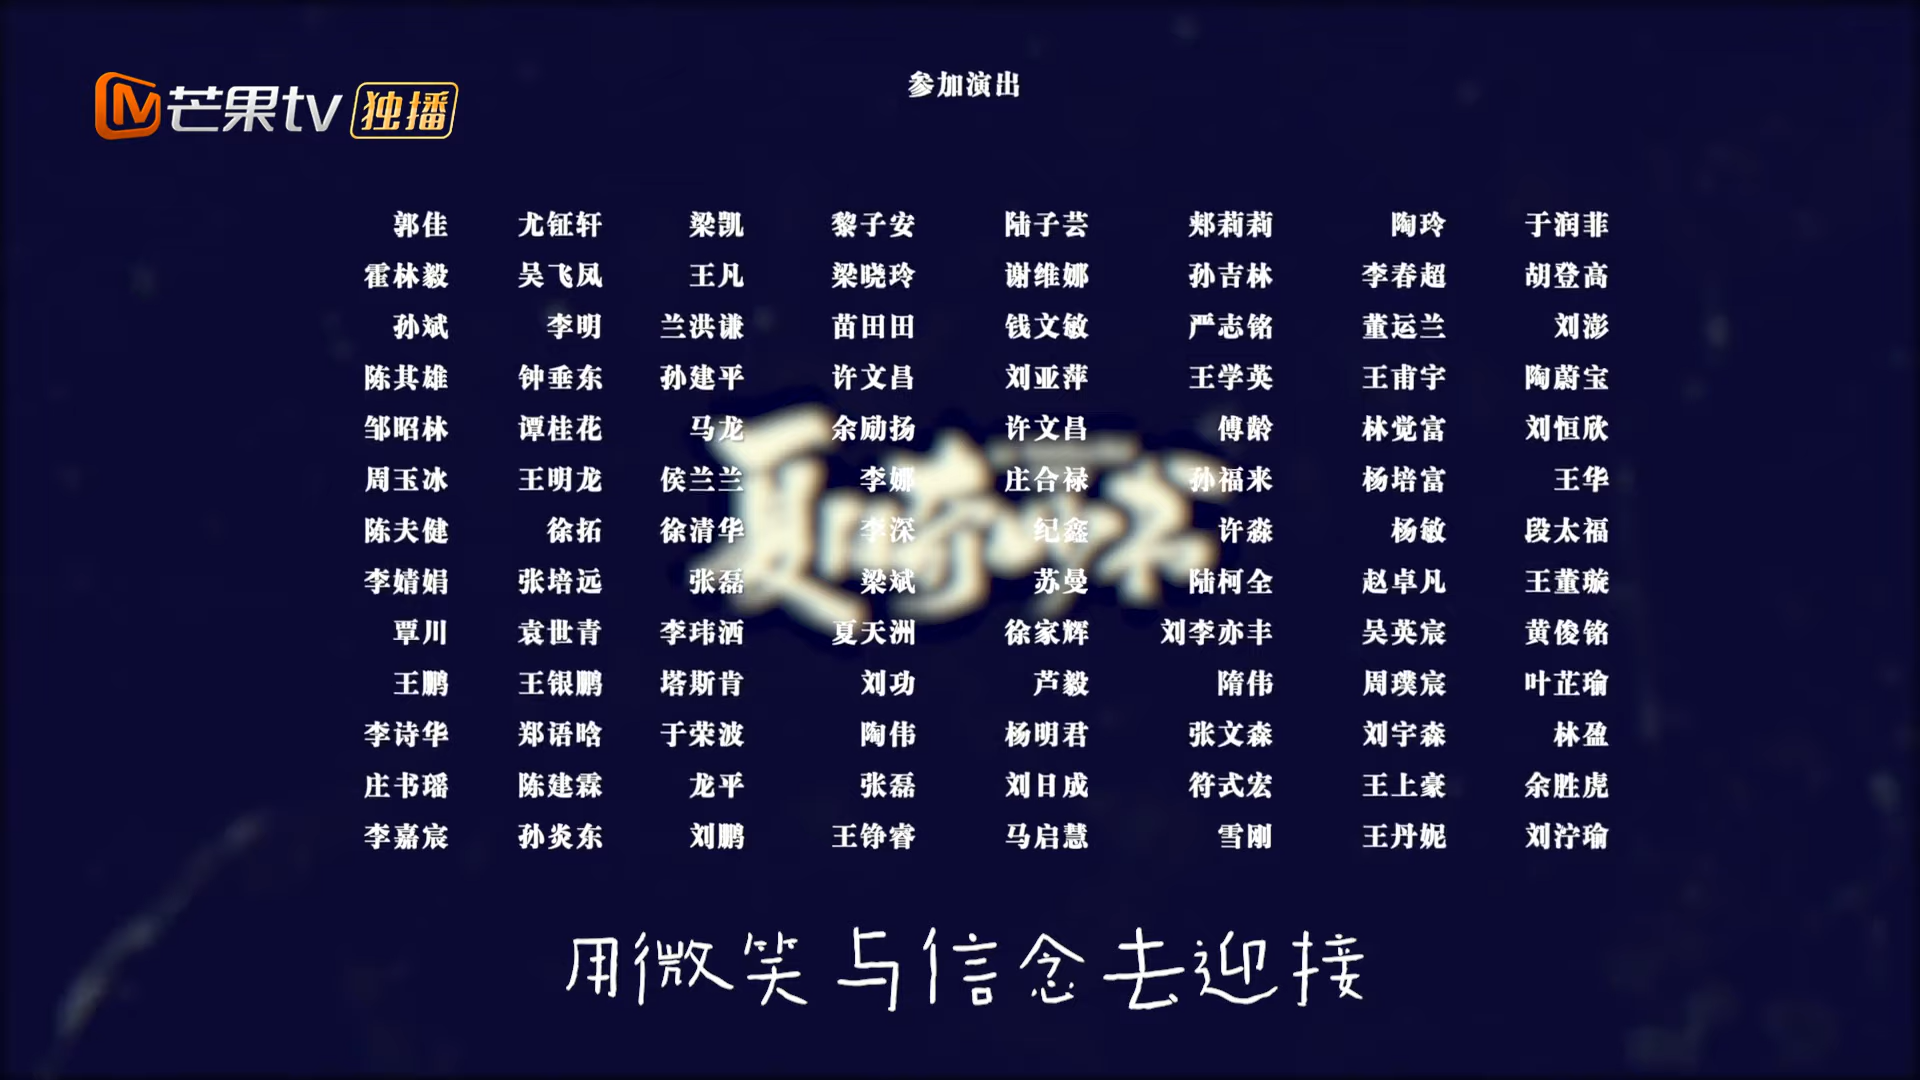 芒果tv 独播
参加演出
郭佳 尤钲轩 梁凯 黎子安 陆子芸 郏莉莉 陶玲 于润菲
霍林毅 吴飞凤 王凡 梁晓玲 谢维娜 孙吉林 李春超 胡登高
孙斌 李明 兰洪谦 苗田田 钱文敏 严志铭 董运兰 刘澎
陈其雄 钟垂东 孙建平 许文昌 刘亚萍 王学英 王甫宇 陶蔚宝
邹昭林 谭桂花 马龙 余励扬 许文昌 傅龄 林觉富 刘恒欣
周玉冰 王明龙 侯兰兰 李娜 庄合禄 孙福来 杨培富 王华
陈夫健 徐拓 徐清华 李深 纪鑫 许淼 杨敏 段太福
李婧娟 张培远 张磊 梁斌 苏曼 陆柯全 赵卓凡 王董璇
覃川 袁世青 李玮洒 夏天洲 徐家辉 刘李亦丰 吴英宸 黄俊铭
王鹏 王银鹏 塔斯肯 刘功 芦毅 隋伟 周璞宸 叶芷瑜
李诗华 郑语晗 于荣波 陶伟 杨明君 张文森 刘宇森 林盈
庄书瑶 陈建霖 龙平 张磊 刘日成 符式宏 王上豪 余胜虎
李嘉宸 孙炎东 刘鹏 王铮睿 马启慧 雪刚 王丹妮 刘泞瑜
用微笑与信念去迎接